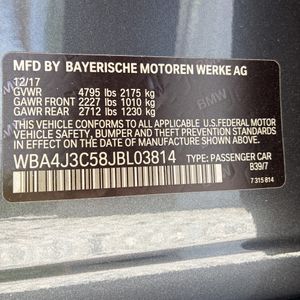 MFD BY BAYERISCHE MOTOREN WERKE AG
12/17
GVWR 4795 lbs 2175 kg
GAWR FRONT 2227 lbs 1010 kg
GAWR REAR 2712 lbs 1230 kg
THIS VEHICLE CONFORMS TO ALL APPLICABLE U.S.FEDERAL MOTOR
VEHICLE SAFETY, BUMPER, AND THEFT PREVENTION STANDARDS IN
EFFECT ON THE DATE OF MANUFACTURE SHOWN ABOVE.
WBA4J3C58JBL03814 TYPE: PASSENGER CAR
B39/7
7 315 814
BMW